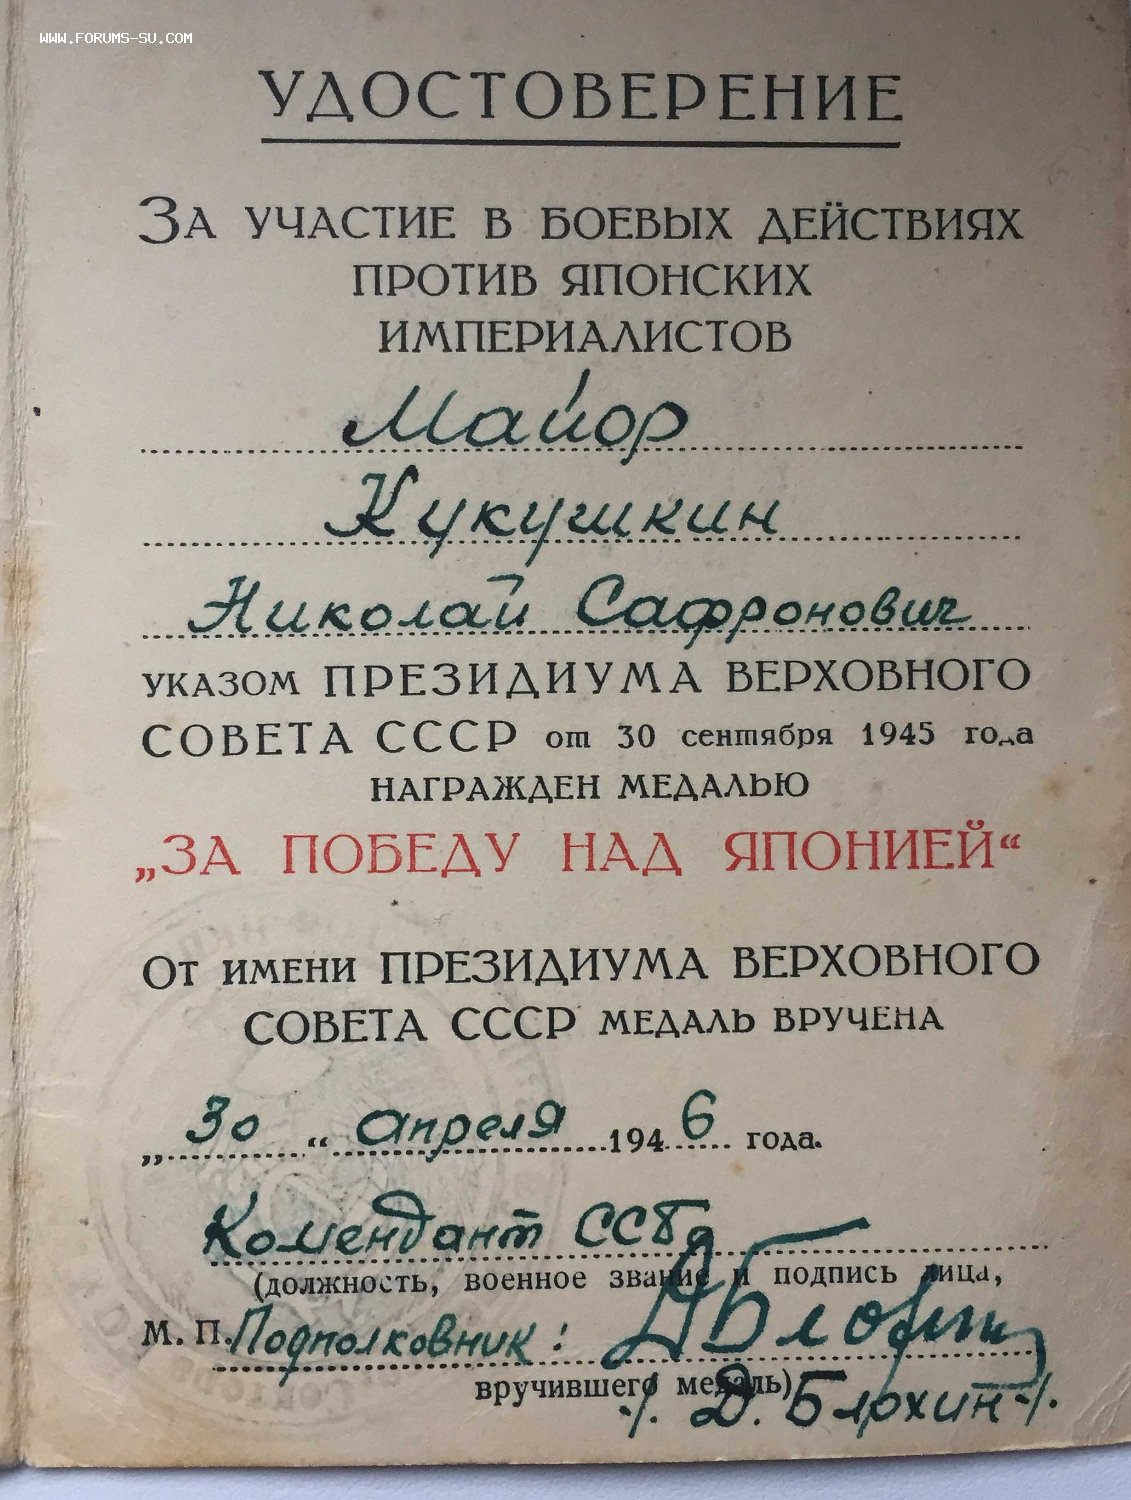 WWW.FORUMS-SU.COM
УДОСТОВЕРЕНИЕ
ЗА УЧАСТИЕ В БОЕВЫХ ДЕЙСТВИЯХ
ПРОТИВ ЯПОНСКИХ
ИМПЕРИАЛИСТОВ
Майор
Кукушкин
Николай Сафронович
УКАЗОМ ПРЕЗИДИУМА ВЕРХОВНОГО
СОВЕТА СССР от 30 сентября 1945 года
НАГРАЖДЕН МЕДАЛЬЮ
„ЗА ПОБЕДУ НАД ЯПОНИЕЙ“
ОТ ИМЕНИ ПРЕЗИДИУМА ВЕРХОВНОГО
СОВЕТА СССР МЕДАЛЬ ВРУЧЕНА
„30“ апреля 1946 года.
Комендант
(должность, военное звание и подпись лица,
М. П. Подполковник:
вручившего медаль)
/. Д. Блохин /.